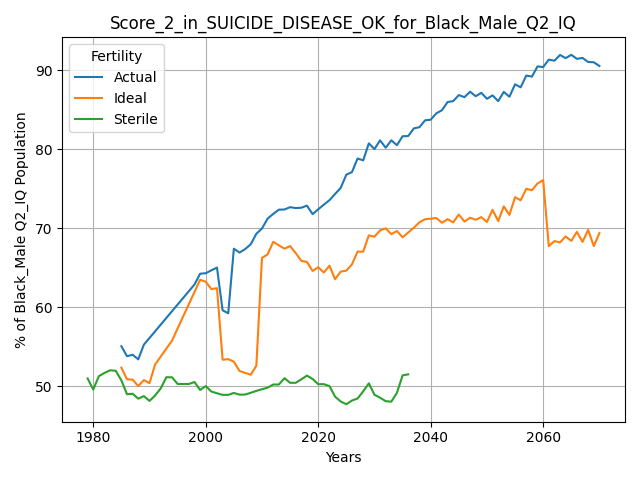 Score_2_in_SUICIDE_DISEASE_OK_for_Black_Male_Q2_IQ
Fertility
Actual
Ideal
Sterile
% of Black_Male Q2_IQ Population
90
80
70
60
50
1980
2000
2020
2040
2060
Years